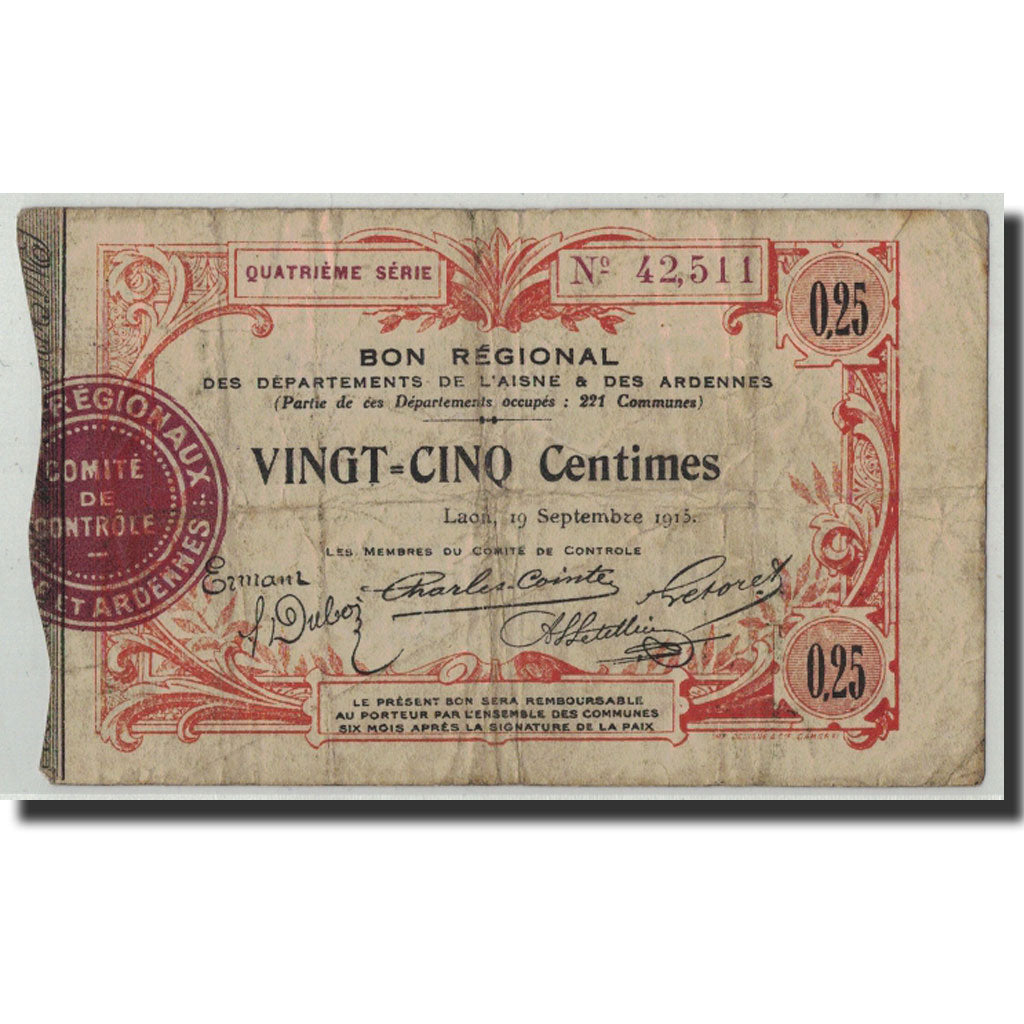 QUATRIÈME SÉRIE
Nº 42,511
0,25
BON RÉGIONAL
DES DÉPARTEMENTS DE L'AISNE & DES ARDENNES
(Partie de ces Départements occupés : 221 Communes)
VINGT=CINQ Centimes
Laon, 19 Septembre 1915.
LES MEMBRES DU COMITÉ DE CONTROLE
RÉGIONAUX
COMITÉ
DE
CONTRÔLE
ET ARDENNES
Ermant
Charles Cointe
Letellier
0,25
LE PRÉSENT BON SERA REMBOURSABLE
AU PORTEUR PAR L'ENSEMBLE DES COMMUNES
SIX MOIS APRÈS LA SIGNATURE DE LA PAIX